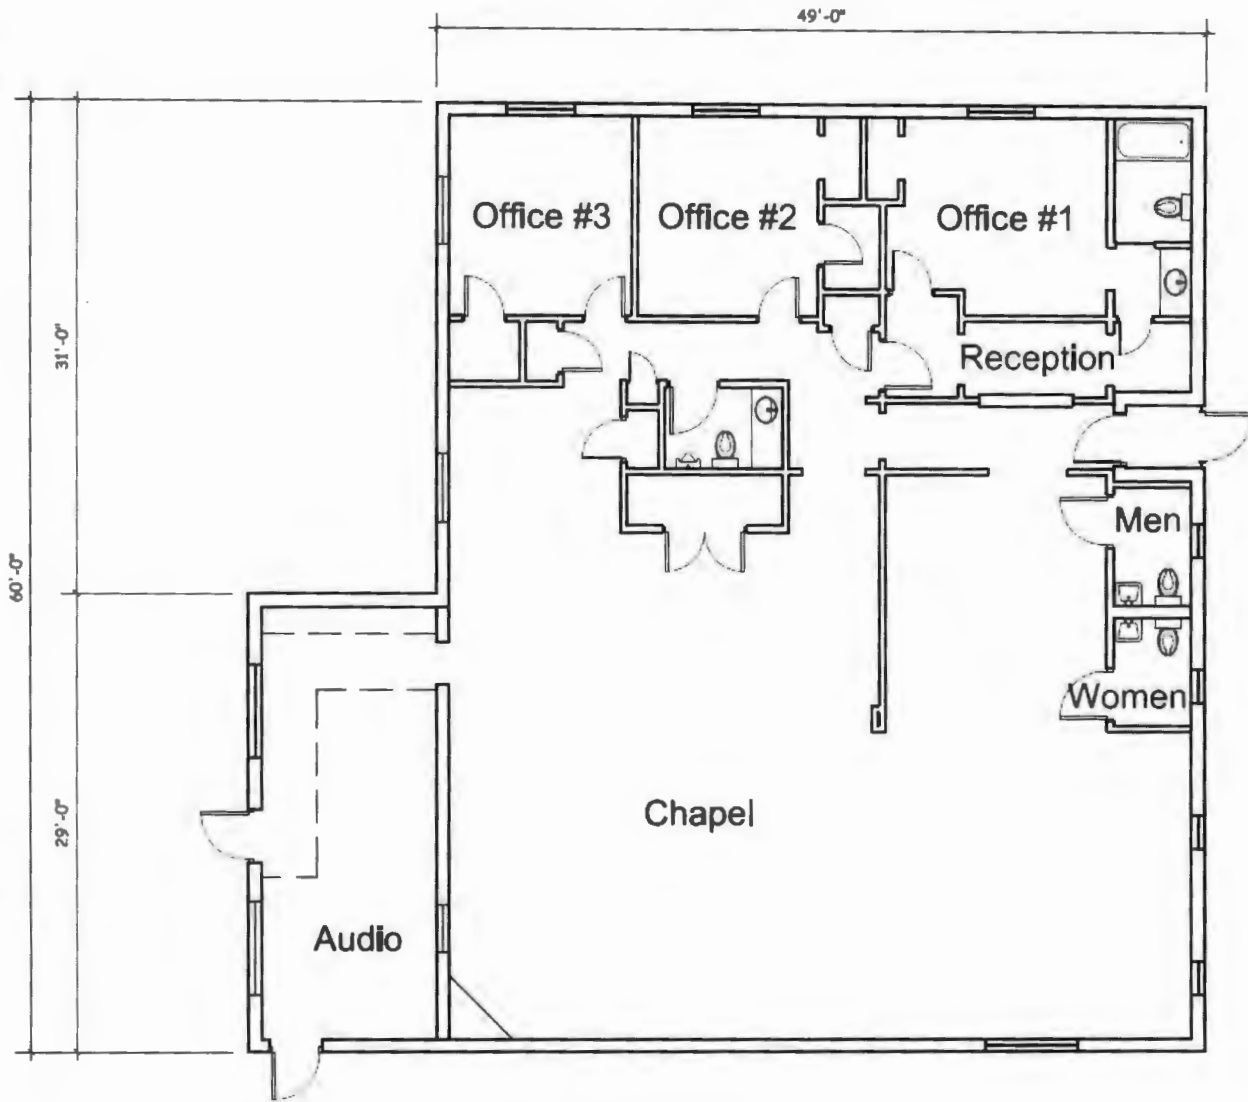 49'-0"
Office #3
Office #2
Office #1
31'-0"
Reception
Men
60'-0"
Women
Chapel
29'-0"
Audio